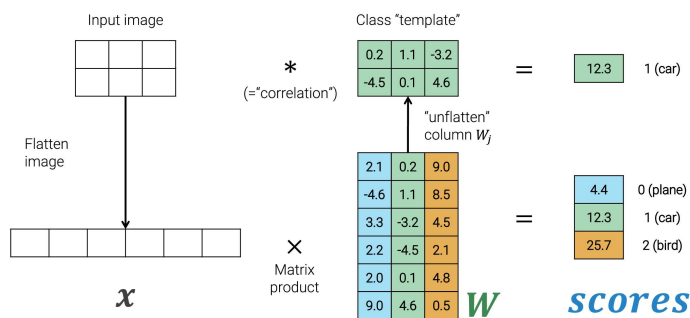 Input image
Class “template”
*
(=“correlation”)
0.2 1.1 -3.2
-4.5 0.1 4.6
=
12.3
1 (car)
Flatten
image
“unflatten”
column Wj
×
Matrix
product
2.1 0.2 9.0
-4.6 1.1 8.5
3.3 -3.2 4.5
2.2 -4.5 2.1
2.0 0.1 4.8
9.0 4.6 0.5
=
4.4 0 (plane)
12.3 1 (car)
25.7 2 (bird)
x
W
scores